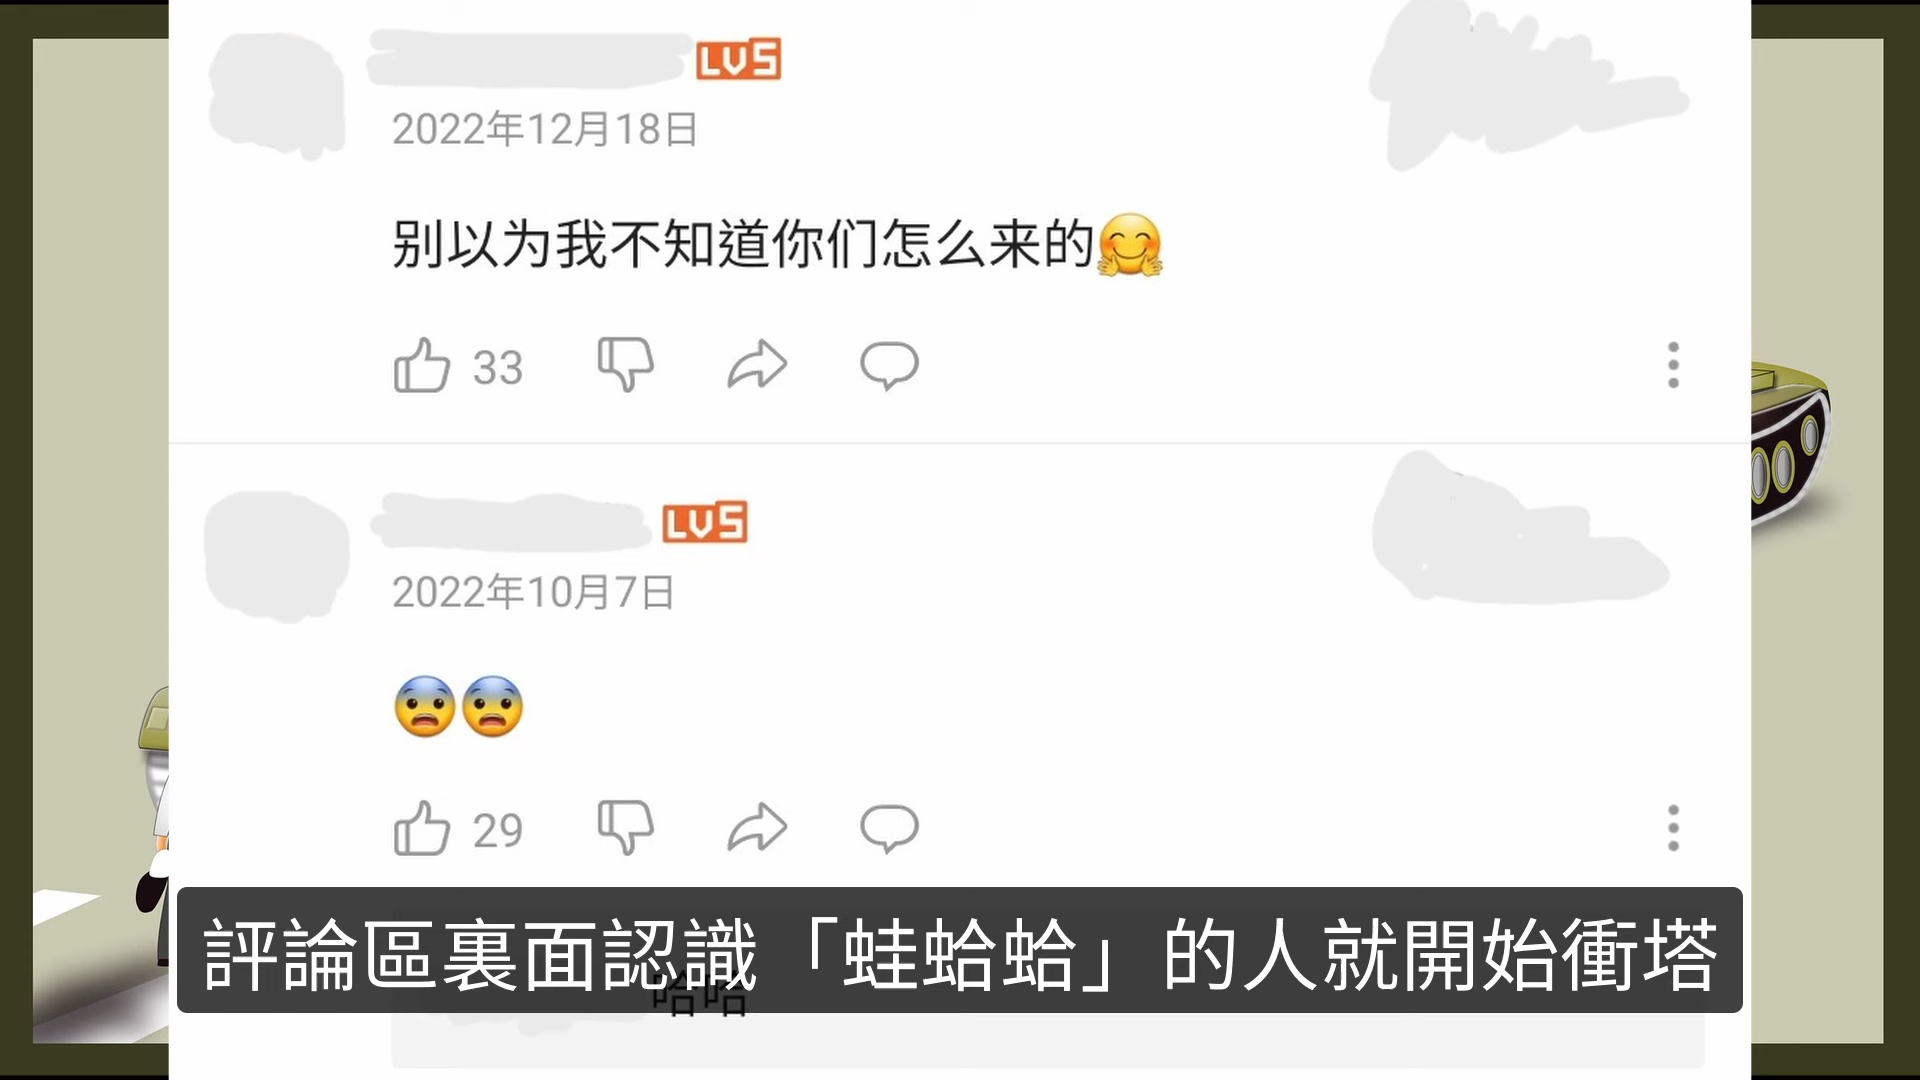 LV5
2022年12月18日
别以为我不知道你们怎么来的🤗
33
LV5
2022年10月7日
😨😨
29
評論區裏面認識「蛙蛤蛤」的人就開始衝塔
哈哈